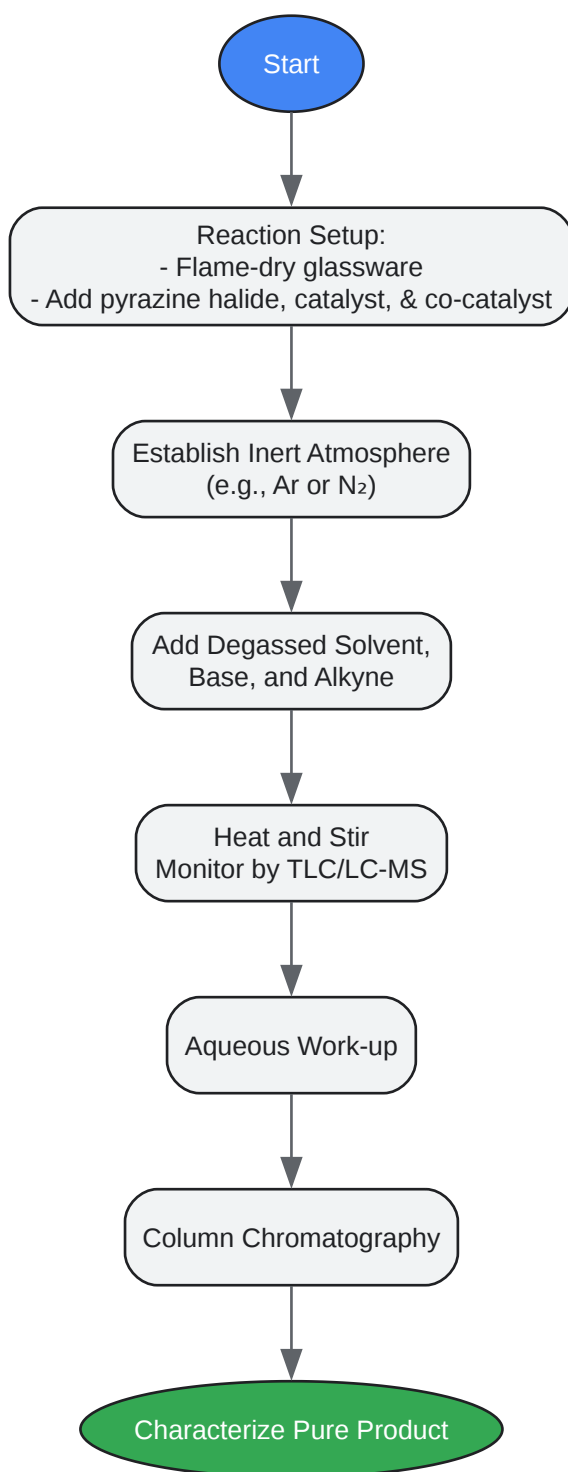 Start
Reaction Setup:
- Flame-dry glassware
- Add pyrazine halide, catalyst, & co-catalyst
Establish Inert Atmosphere
(e.g., Ar or N₂)
Add Degassed Solvent,
Base, and Alkyne
Heat and Stir
Monitor by TLC/LC-MS
Aqueous Work-up
Column Chromatography
Characterize Pure Product